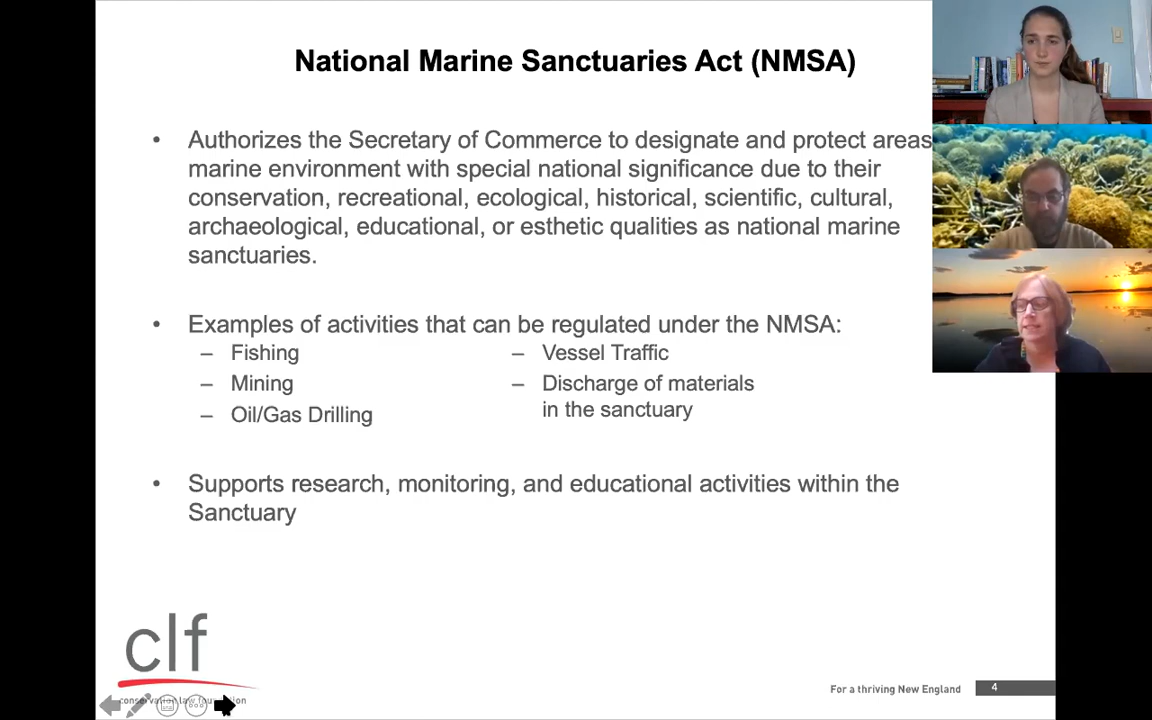 National Marine Sanctuaries Act (NMSA)
• Authorizes the Secretary of Commerce to designate and protect areas
marine environment with special national significance due to their
conservation, recreational, ecological, historical, scientific, cultural,
archaeological, educational, or esthetic qualities as national marine
sanctuaries.
• Examples of activities that can be regulated under the NMSA:
– Fishing
– Mining
– Oil/Gas Drilling
– Vessel Traffic
– Discharge of materials
in the sanctuary
• Supports research, monitoring, and educational activities within the
Sanctuary
clf
conservation law foundation
For a thriving New England
4